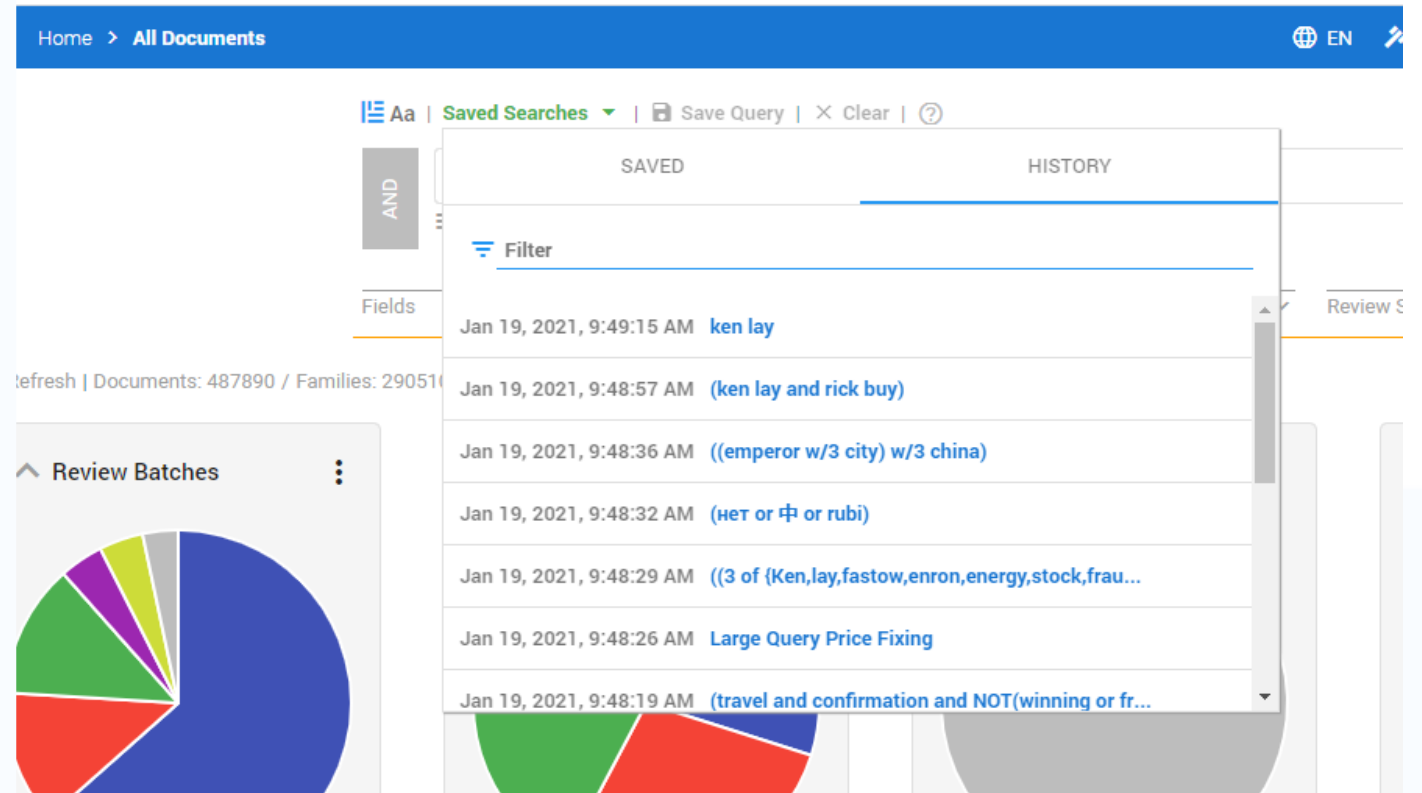 Home > All Documents
EN
Aa | Saved Searches | Save Query | Clear |
SAVED HISTORY
AND
Filter
Fields
Review
Jan 19, 2021, 9:49:15 AM ken lay
| Documents: 487890 / Families:
Jan 19, 2021, 9:48:57 AM (ken lay and rick buy)
Jan 19, 2021, 9:48:36 AM ((emperor w/3 city) w/3 china)
Review Batches
Jan 19, 2021, 9:48:32 AM (нет or 中 or rubi)
Jan 19, 2021, 9:48:29 AM ((3 of {Ken,lay,fastow,enron,energy,stock,frau...
Jan 19, 2021, 9:48:26 AM Large Query Price Fixing
Jan 19, 2021, 9:48:19 AM (travel and confirmation and NOT(winning or fr...